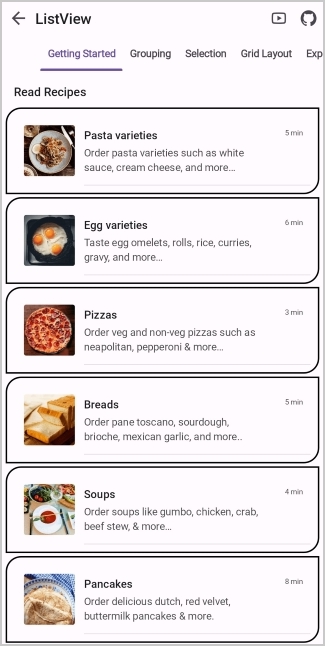 ListView
Getting Started Grouping Selection Grid Layout Exp
Read Recipes
Pasta varieties 5 min
Order pasta varieties such as white
sauce, cream cheese, and more...
Egg varieties 6 min
Taste egg omelets, rolls, rice, curries,
gravy, and more...
Pizzas 3 min
Order veg and non-veg pizzas such as
neapolitan, pepperoni & more...
Breads 5 min
Order pane toscano, sourdough,
brioche, mexican garlic, and more..
Soups 4 min
Order soups like gumbo, chicken, crab,
beef stew, & more...
Pancakes 8 min
Order delicious dutch, red velvet,
buttermilk pancakes & more.